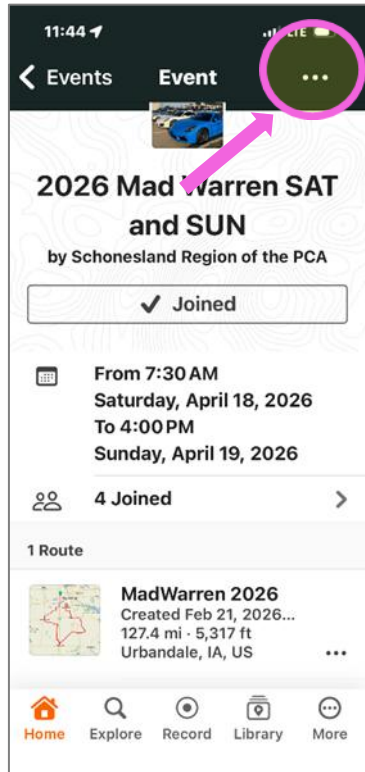 11:44
LTE
Events
Event
2026 Mad Warren SAT
and SUN
by Schonesland Region of the PCA
Joined
From 7:30 AM
Saturday, April 18, 2026
To 4:00 PM
Sunday, April 19, 2026
4 Joined
1 Route
MadWarren 2026
Created Feb 21, 2026...
127.4 mi · 5,317 ft
Urbandale, IA, US
Home
Explore
Record
Library
More